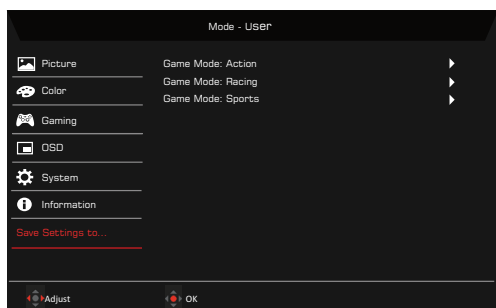 Mode - User
Picture
Color
Gaming
OSD
System
Information
Save Settings to...
Game Mode: Action
Game Mode: Racing
Game Mode: Sports
Adjust
OK